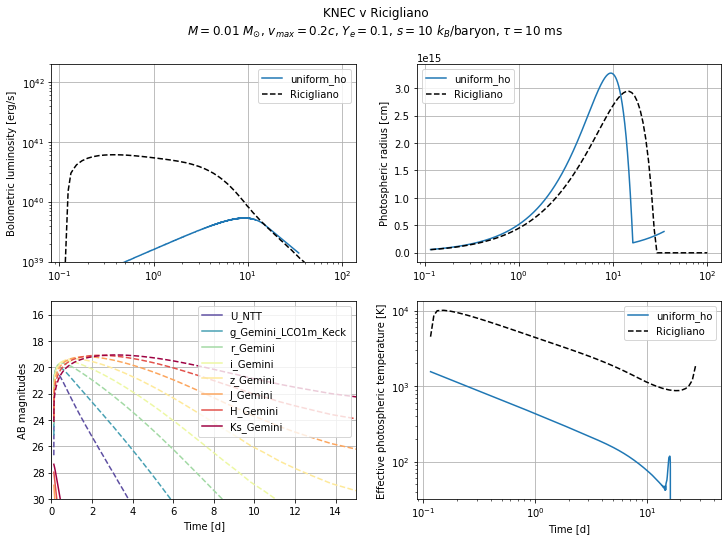 KNEC v Ricigliano
M = 0.01 M⊙, vmax = 0.2c, Ye = 0.1, s = 10 kB/baryon, τ = 10 ms
1e15
Bolometric luminosity [erg/s]
10^42
10^41
10^40
10^39
10^−1
10^0
10^1
10^2
uniform_ho
Ricigliano
Photospheric radius [cm]
3.0
2.5
2.0
1.5
1.0
0.5
0.0
10^−1
10^0
10^1
10^2
uniform_ho
Ricigliano
AB magnitudes
16
18
20
22
24
26
28
30
0
2
4
6
8
10
12
14
Time [d]
U_NTT
g_Gemini_LCO1m_Keck
r_Gemini
i_Gemini
z_Gemini
J_Gemini
H_Gemini
Ks_Gemini
Effective photospheric temperature [K]
10^4
10^3
10^2
10^−1
10^0
10^1
Time [d]
uniform_ho
Ricigliano